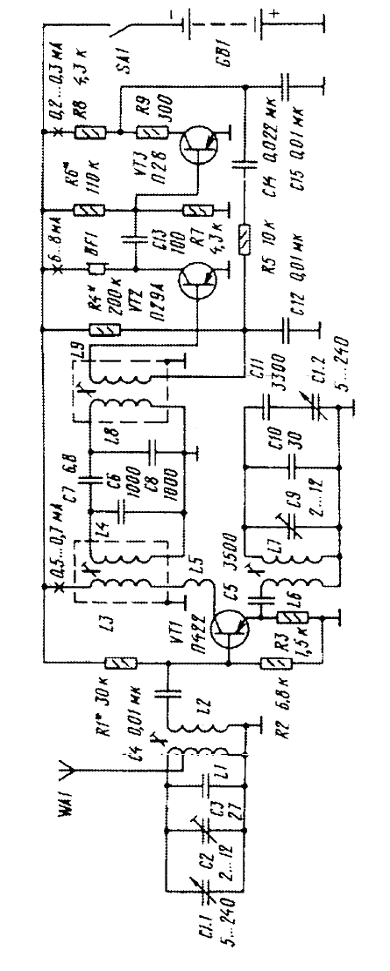 WA1
C1.1
5...240
C2
2...12
C3
27
L1
C4 0,01 мк
L2
R1* 30 к
R2 6,8 к
VT1
П422
R3
1,5 к
L3
0,5...0,7 мА
L4
L5
L6
C5 3500
L7
C7 6,8
C6
1000
C8
1000
L8
L9
C9
2...12
C10
30
C11
3300
C1.2
5...240
R4*
200 к
VT2
П29А
6...8 мА
BF1
C12 0,01 мк
R5 10 к
C13
100
R6*
110 к
R7
4,3 к
VT3
П28
0,2...0,3 мА
R8
4,3 к
R9
300
C14 0,022 мк
C15 0,01 мк
SA1
-
GB1
+